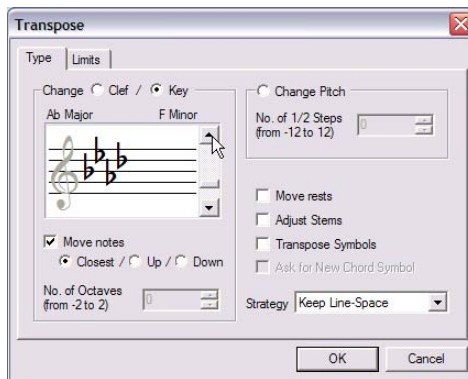 Transpose
Type Limits
Change Clef / Key
Ab Major F Minor
Move notes
Closest / Up / Down
No. of Octaves
(from -2 to 2) 0
Change Pitch
No. of 1/2 Steps
(from -12 to 12) 0
Move rests
Adjust Stems
Transpose Symbols
Ask for New Chord Symbol
Strategy Keep Line-Space
OK Cancel